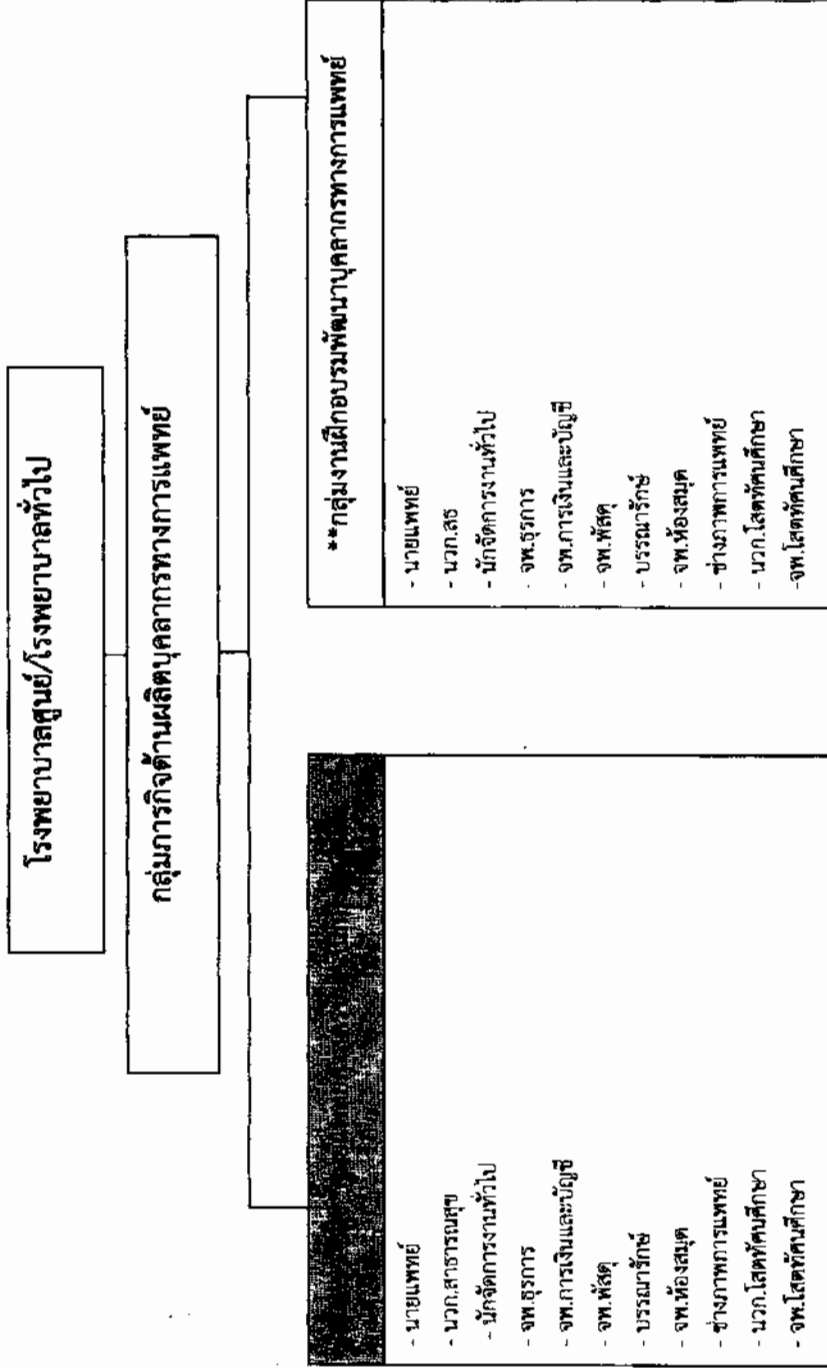 โรงพยาบาลศูนย์/โรงพยาบาลทั่วไป
กลุ่มภารกิจด้านผลิตบุคลากรทางการแพทย์
- นายแพทย์
- นวก.สาธารณสุข
- นักจัดการงานทั่วไป
- จพ.ธุรการ
- จพ.การเงินและบัญชี
- จพ.พัสดุ
- บรรณารักษ์
- จพ.ห้องสมุด
- ช่างภาพการแพทย์
- นวก.โสตทัศนศึกษา
- จพ.โสตทัศนศึกษา
**กลุ่มงานฝึกอบรมพัฒนาบุคลากรทางการแพทย์
- นายแพทย์
- นวก.สธ
- นักจัดการงานทั่วไป
- จพ.ธุรการ
- จพ.การเงินและบัญชี
- จพ.พัสดุ
- บรรณารักษ์
- จพ.ห้องสมุด
- ช่างภาพการแพทย์
- นวก.โสตทัศนศึกษา
-จพ.โสตทัศนศึกษา